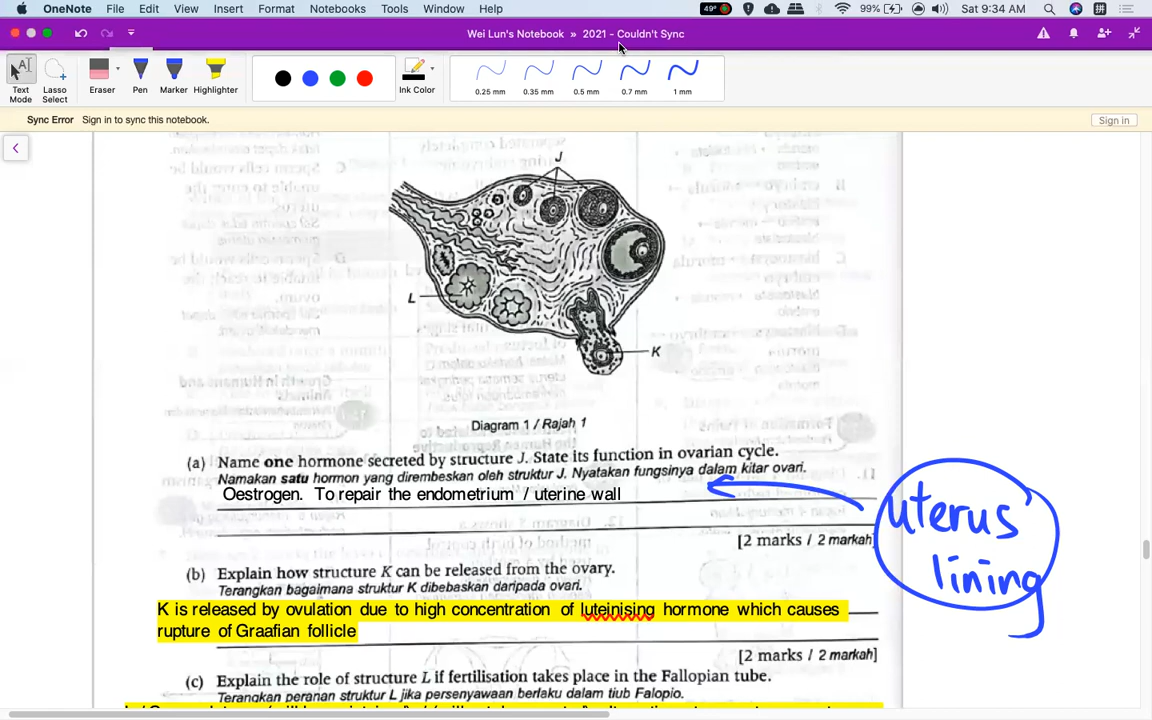 OneNote File Edit View Insert Format Notebooks Tools Window Help 49° 99% Sat 9:34 AM
Wei Lun's Notebook » 2021 - Couldn't Sync
Text Mode
Lasso Select
Eraser
Pen
Marker
Highlighter
Ink Color
0.25 mm 0.35 mm 0.5 mm 0.7 mm 1 mm
Sync Error Sign in to sync this notebook. Sign in
J
L
K
Diagram 1 / Rajah 1
(a) Name one hormone secreted by structure J. State its function in ovarian cycle.
Namakan satu hormon yang dirembeskan oleh struktur J. Nyatakan fungsinya dalam kitar ovari.
Oestrogen. To repair the endometrium / uterine wall
uterus
lining
[2 marks / 2 markah]
(b) Explain how structure K can be released from the ovary.
Terangkan bagaimana struktur K dibebaskan daripada ovari.
K is released by ovulation due to high concentration of luteinising hormone which causes
rupture of Graafian follicle
[2 marks / 2 markah]
(c) Explain the role of structure L if fertilisation takes place in the Fallopian tube.
Terangkan peranan struktur L jika persenyawaan berlaku dalam tiub Falopio.